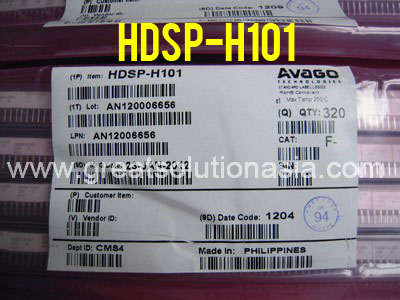 (9D) Date Code: 1205
HDSP-H101
(1P) Item: HDSP-H101
AVAGO
TECHNOLOGIES
(1T) Lot: AN12006656
Max Temp 250 C
(Q) QTY: 320
LPN: AN12006656
CAT: F-
www.greatsolutionasia.com
(P) Customer Item:
(V) Vendor ID:
(9D) Date Code: 1204
94
Dept ID: CMS4
Made In: PHILIPPINES